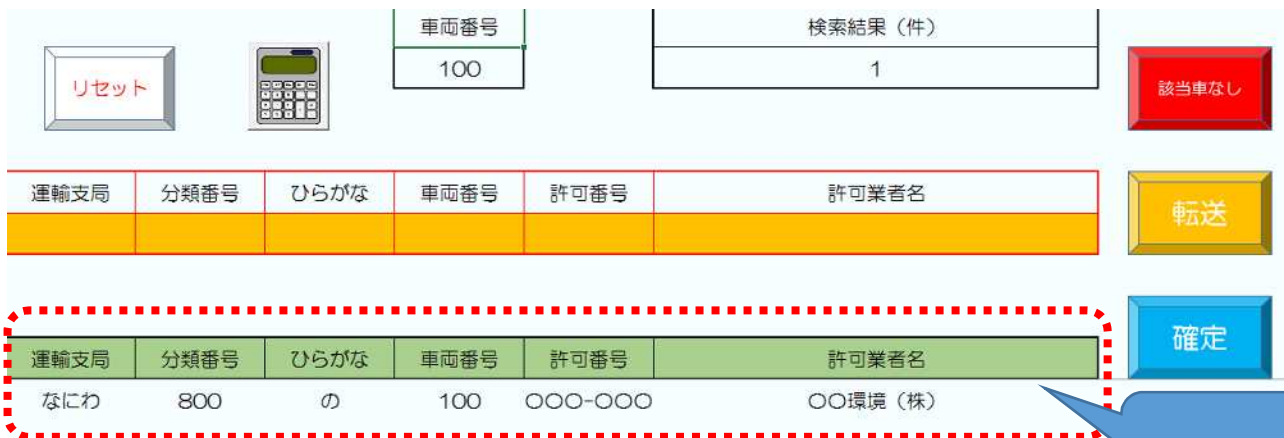 車両番号 検索結果（件）
リセット 100 1 該当車なし
運輸支局 分類番号 ひらがな 車両番号 許可番号 許可業者名
転送
確定
運輸支局 分類番号 ひらがな 車両番号 許可番号 許可業者名
なにわ 800 の 100 〇〇〇-〇〇〇 〇〇環境（株）